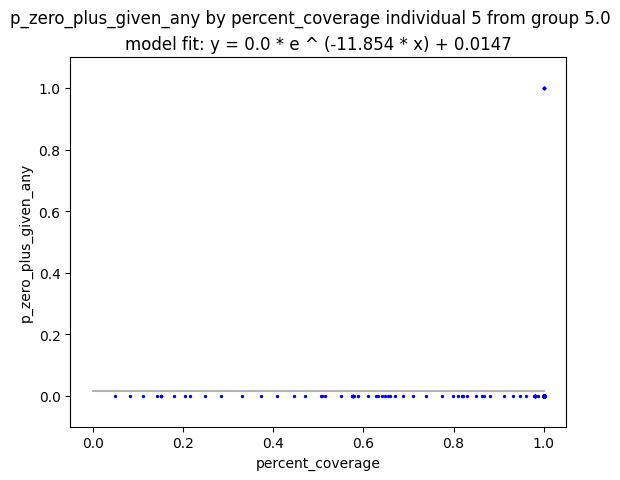 p_zero_plus_given_any by percent_coverage individual 5 from group 5.0
model fit: y = 0.0 * e ^ (-11.854 * x) + 0.0147
1.0
0.8
0.6
0.4
0.2
0.0
p_zero_plus_given_any
0.0 0.2 0.4 0.6 0.8 1.0
percent_coverage